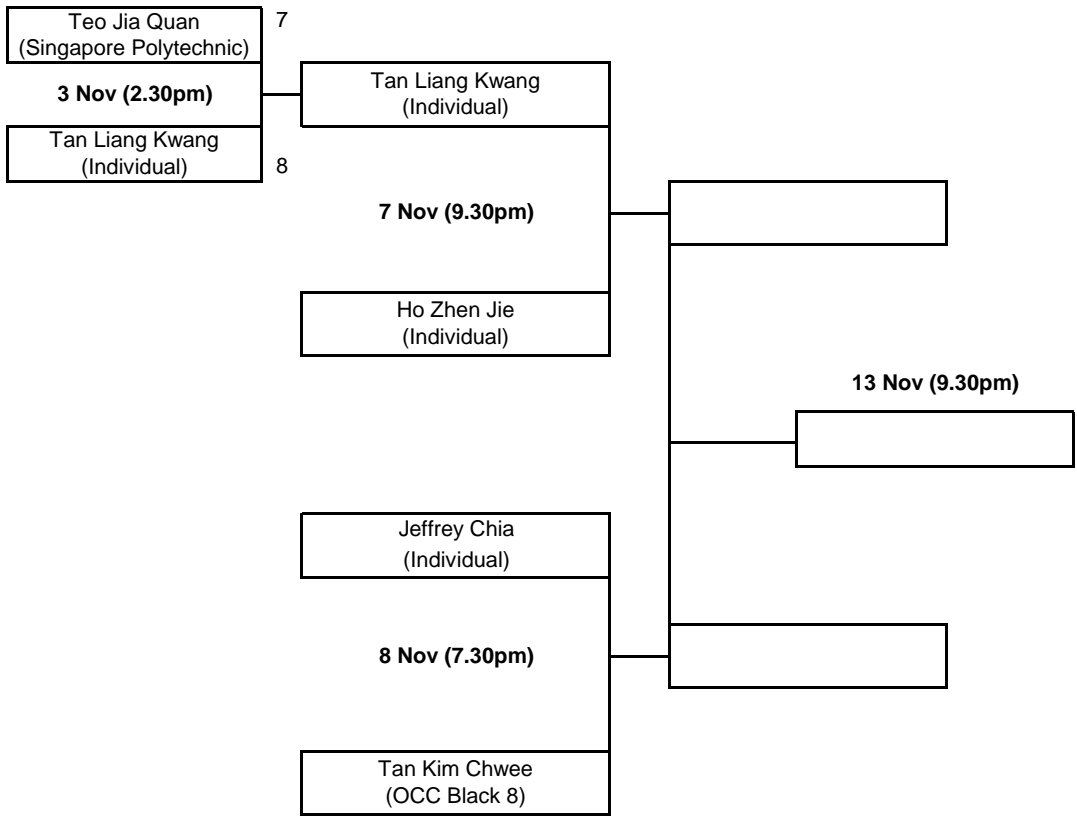 Teo Jia Quan
(Singapore Polytechnic)
7
3 Nov (2.30pm)
Tan Liang Kwang
(Individual)
8
Tan Liang Kwang
(Individual)
7 Nov (9.30pm)
Ho Zhen Jie
(Individual)
13 Nov (9.30pm)
Jeffrey Chia
(Individual)
8 Nov (7.30pm)
Tan Kim Chwee
(OCC Black 8)